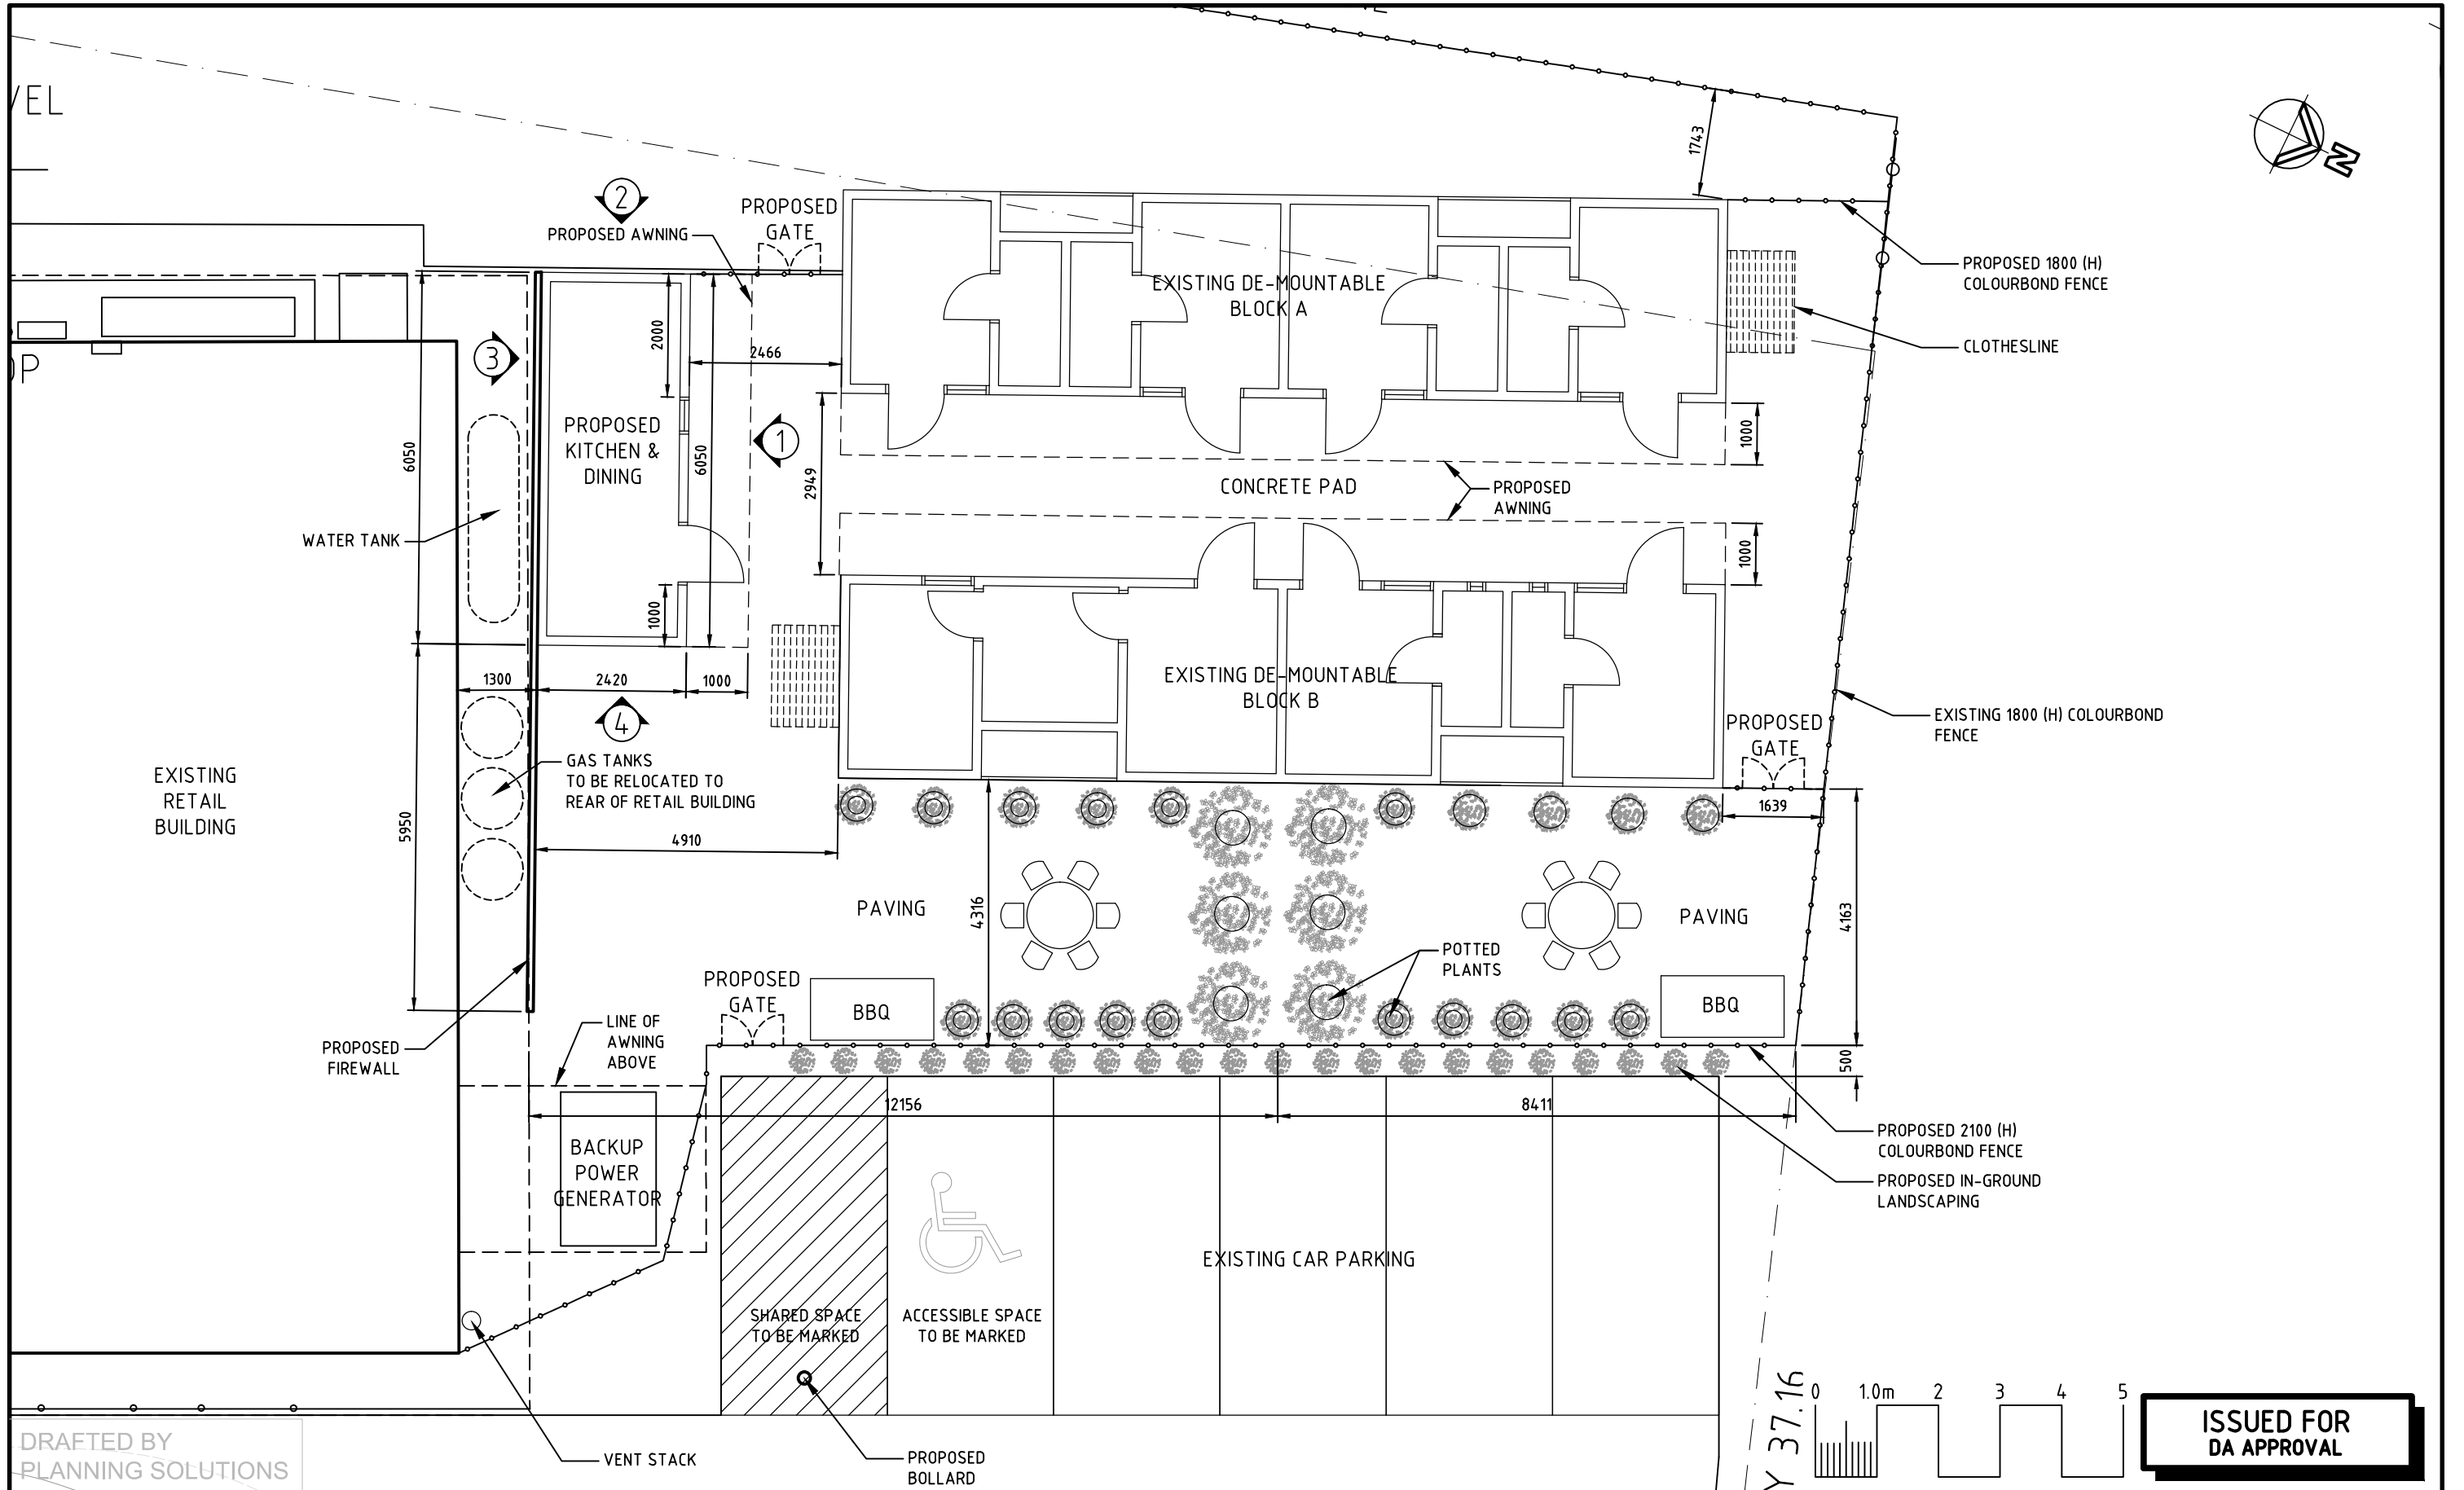 VEL
N
1743
2
PROPOSED
GATE
PROPOSED AWNING
PROPOSED 1800 (H)
COLOURBOND FENCE
EXISTING DE-MOUNTABLE
BLOCK A
CLOTHESLINE
OP
3
2000
2466
PROPOSED
KITCHEN &
DINING
1
6050
6050
2949
1000
CONCRETE PAD
PROPOSED
AWNING
WATER TANK
1000
1000
EXISTING DE-MOUNTABLE
BLOCK B
1300
2420
1000
4
EXISTING 1800 (H) COLOURBOND
FENCE
PROPOSED
GATE
GAS TANKS
TO BE RELOCATED TO
REAR OF RETAIL BUILDING
EXISTING
RETAIL
BUILDING
1639
5950
4910
4316
PAVING
PAVING
4163
POTTED
PLANTS
PROPOSED
GATE
BBQ
BBQ
LINE OF
AWNING
ABOVE
PROPOSED
FIREWALL
500
12156
8411
PROPOSED 2100 (H)
COLOURBOND FENCE
BACKUP
POWER
GENERATOR
PROPOSED IN-GROUND
LANDSCAPING
EXISTING CAR PARKING
SHARED SPACE
TO BE MARKED
ACCESSIBLE SPACE
TO BE MARKED
Y 37.16
0 1.0m 2 3 4 5
ISSUED FOR
DA APPROVAL
DRAFTED BY
PLANNING SOLUTIONS
VENT STACK
PROPOSED
BOLLARD